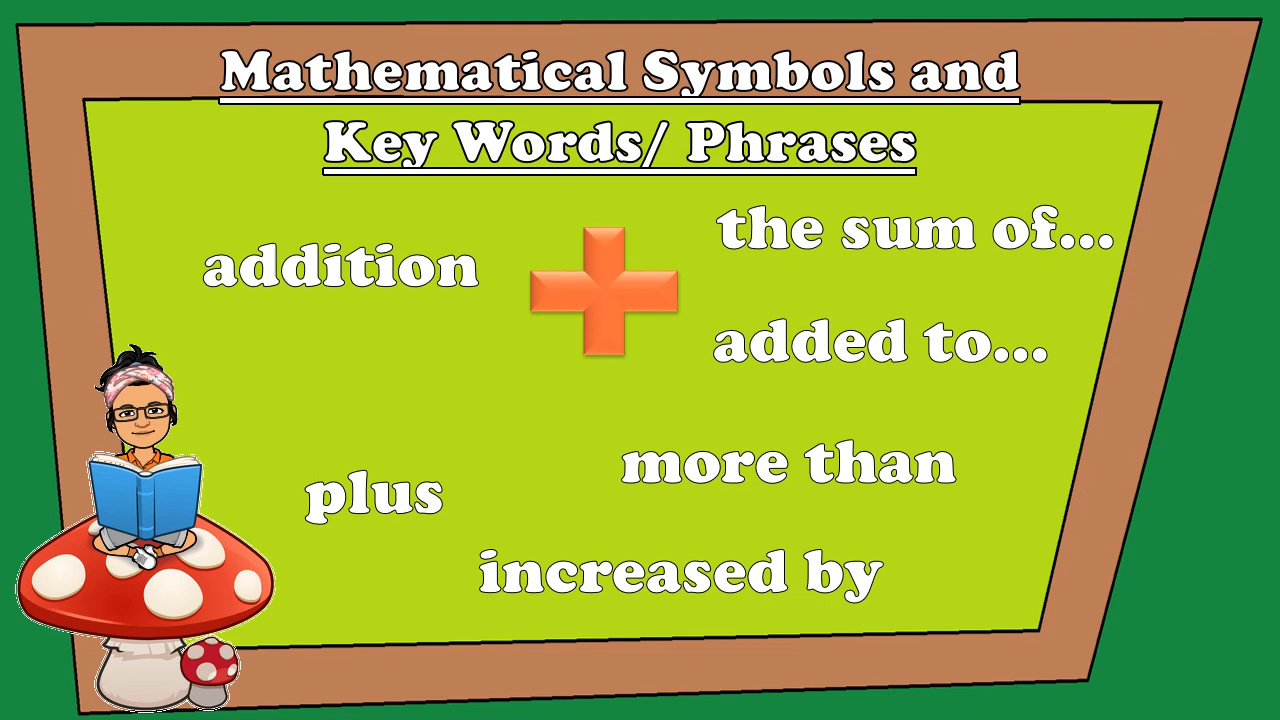 Mathematical Symbols and
Key Words/ Phrases
addition
the sum of...
added to...
more than
plus
increased by